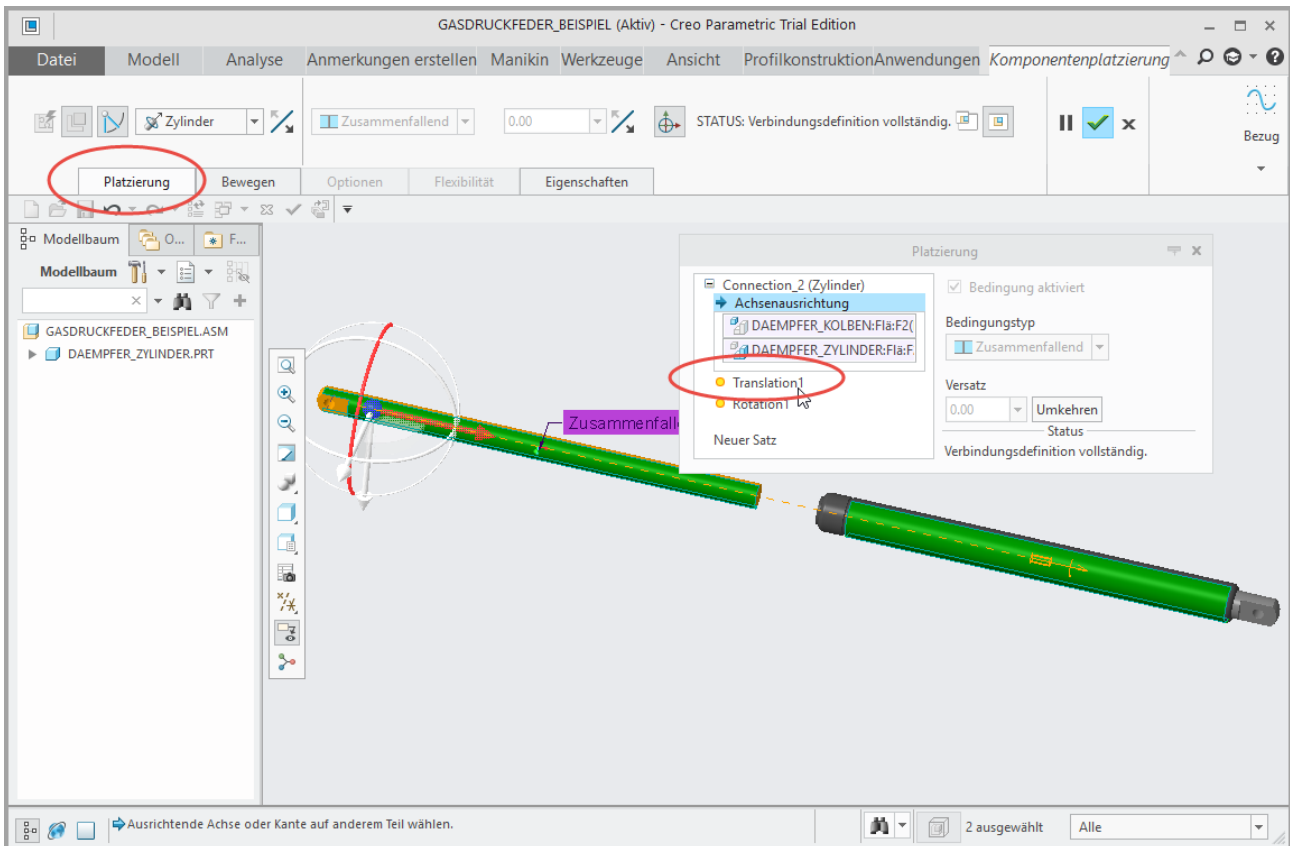 GASDRUCKFEDER_BEISPIEL (Aktiv) - Creo Parametric Trial Edition
Datei Modell Analyse Anmerkungen erstellen Manikin Werkzeuge Ansicht Profilkonstruktion Anwendungen Komponentenplatzierung
Zylinder Zusammenfallend 0.00 STATUS: Verbindungsdefinition vollständig.
Bezug
Platzierung Bewegen Optionen Flexibilität Eigenschaften
Modellbaum O... F...
Platzierung
Modellbaum
Connection_2 (Zylinder) Bedingung aktiviert
Achsenausrichtung
DAEMPFER_KOLBEN:Flä:F2( Bedingungstyp
GASDRUCKFEDER_BEISPIEL.ASM
DAEMPFER_ZYLINDER:Flä:F. Zusammenfallend
DAEMPFER_ZYLINDER.PRT
Translation1 Versatz
Rotation1 0.00 Umkehren
Zusammenfall
Status
Neuer Satz Verbindungsdefinition vollständig.
Ausrichtende Achse oder Kante auf anderem Teil wählen. 2 ausgewählt Alle